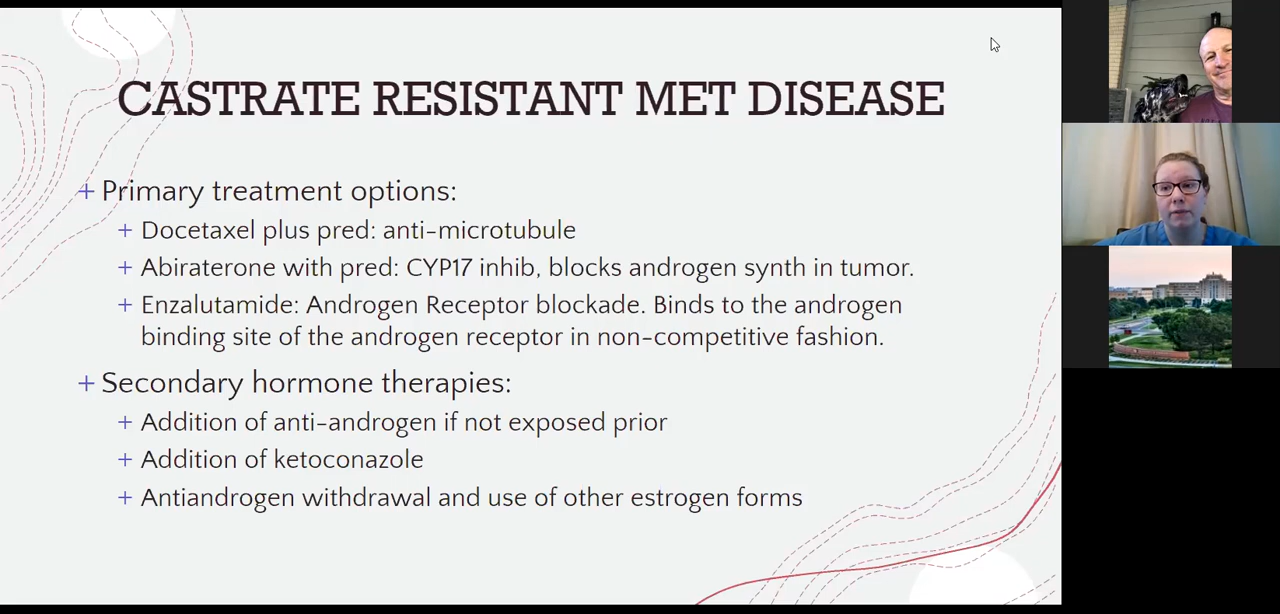 CASTRATE RESISTANT MET DISEASE
+ Primary treatment options:
+ Docetaxel plus pred: anti-microtubule
+ Abiraterone with pred: CYP17 inhib, blocks androgen synth in tumor.
+ Enzalutamide: Androgen Receptor blockade. Binds to the androgen
binding site of the androgen receptor in non-competitive fashion.
+ Secondary hormone therapies:
+ Addition of anti-androgen if not exposed prior
+ Addition of ketoconazole
+ Antiandrogen withdrawal and use of other estrogen forms